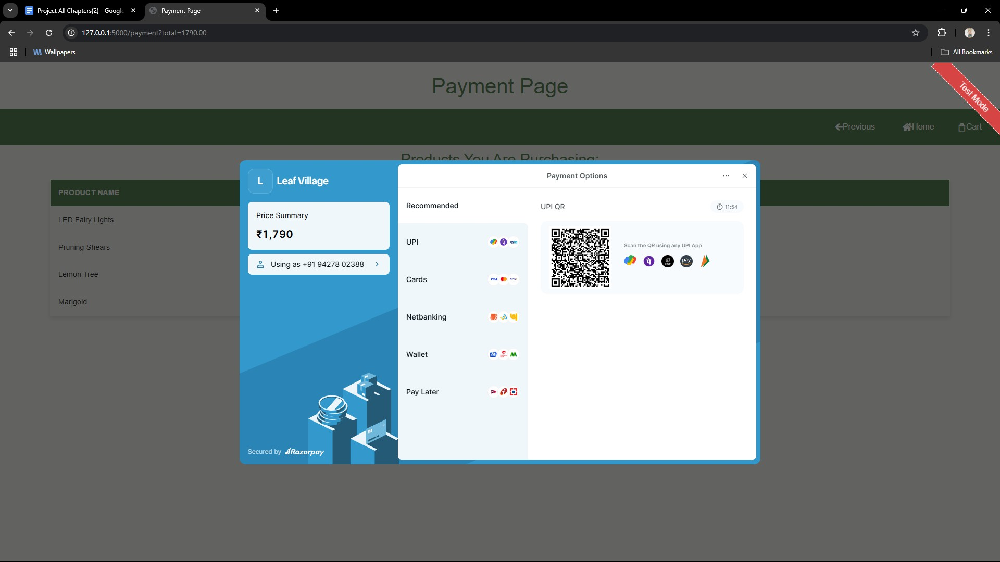 Project All Chapters(2) - Google
Payment Page
127.0.0.1:5000/payment?total=1790.00
Wallpapers
All Bookmarks
Payment Page
Test Mode
Previous
Home
Cart
Products You Are Purchasing:
PRODUCT NAME
LED Fairy Lights
Pruning Shears
Lemon Tree
Marigold
L
Leaf Village
Price Summary
₹1,790
Using as +91 94278 02388
Secured by Razorpay
Payment Options
Recommended
UPI
Cards
VISA
Netbanking
Wallet
Pay Later
UPI QR
11:54
Scan the QR using any UPI App
pay